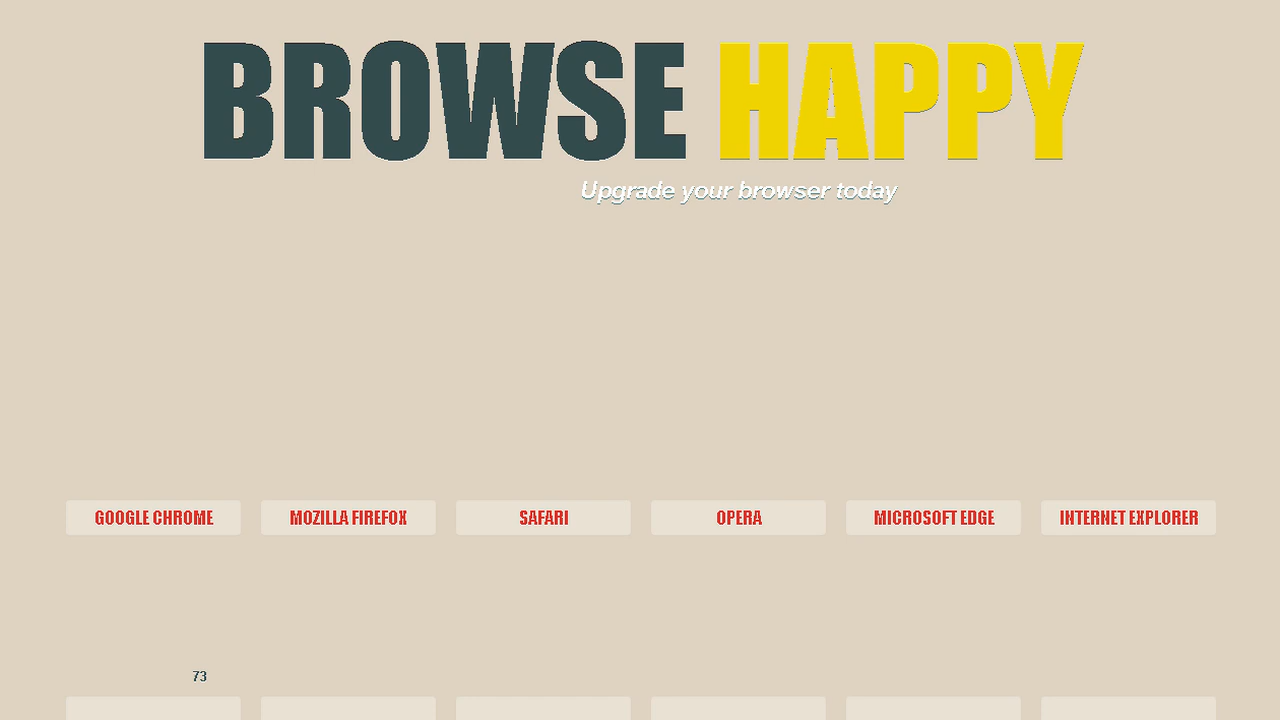 BROWSE HAPPY
Upgrade your browser today
GOOGLE CHROME
MOZILLA FIREFOX
SAFARI
OPERA
MICROSOFT EDGE
INTERNET EXPLORER
73